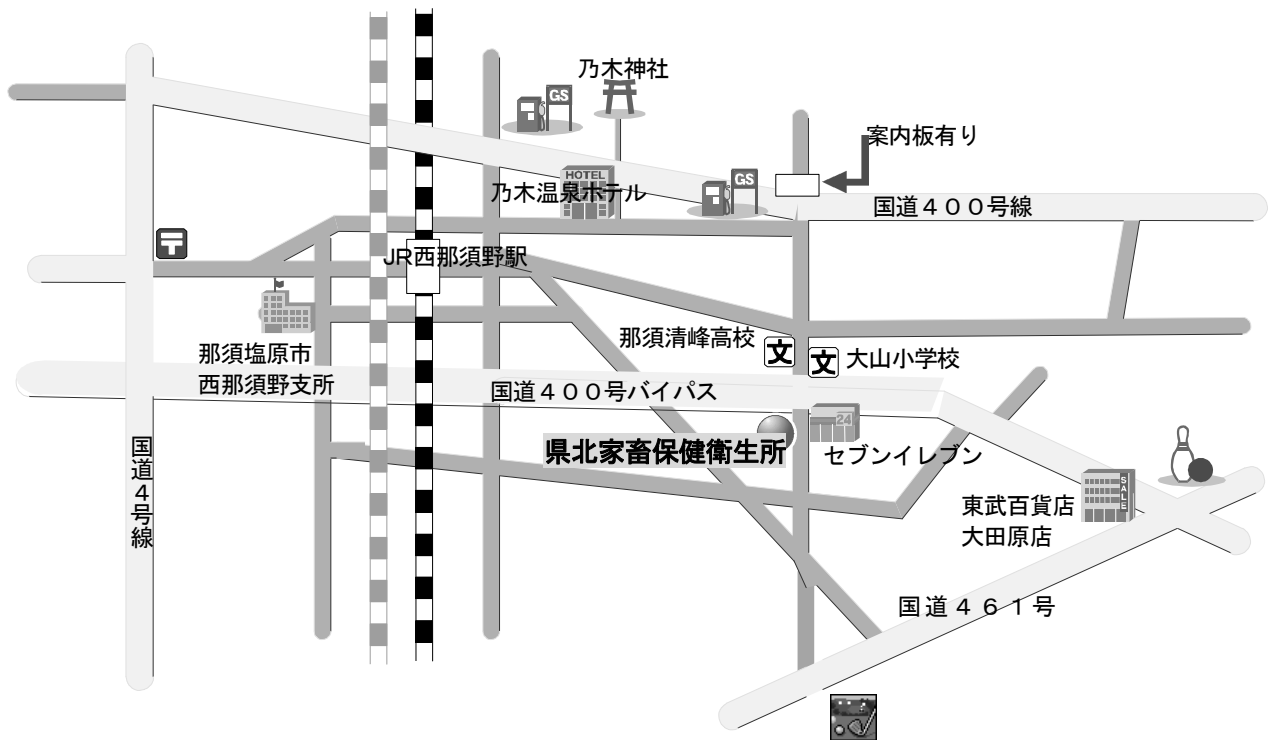 乃木神社
GS
案内板有り
GS
HOTEL
乃木温泉ホテル
国道４００号線
〒
JR西那須野駅
那須清峰高校
文
文
大山小学校
那須塩原市
西那須野支所
国道４００号バイパス
24
県北家畜保健衛生所
セブンイレブン
国道４号線
SALE
東武百貨店
大田原店
国道４６１号